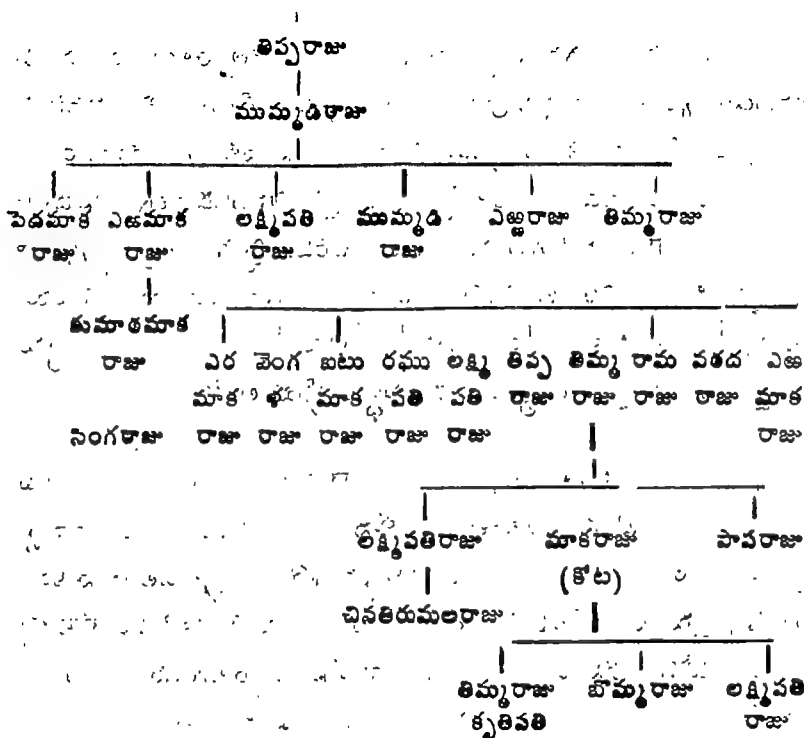 తిప్పరాజు
ముమ్మడిరాజు
పెదమాక ఎఱమాక లక్ష్మీపతి ముమ్మడి ఎఱ్ఱరాజు తిమ్మరాజు
రాజు రాజు రాజు రాజు
కుమారమాక
రాజు ఎర వెంగ బటు రఘు లక్ష్మీ తిప్ప తిమ్మ రామ వరద ఎఱ
మాక ళ మాక పతి పతి రాజు రాజు రాజు రాజు మాక
సింగరాజు రాజు రాజు రాజు రాజు రాజు రాజు
లక్ష్మీపతిరాజు మాకరాజు పాపరాజు
(కోట)
చినతిరుమలరాజు
తిమ్మరాజు బొమ్మరాజు లక్ష్మీపతి
కృతిపతి రాజు